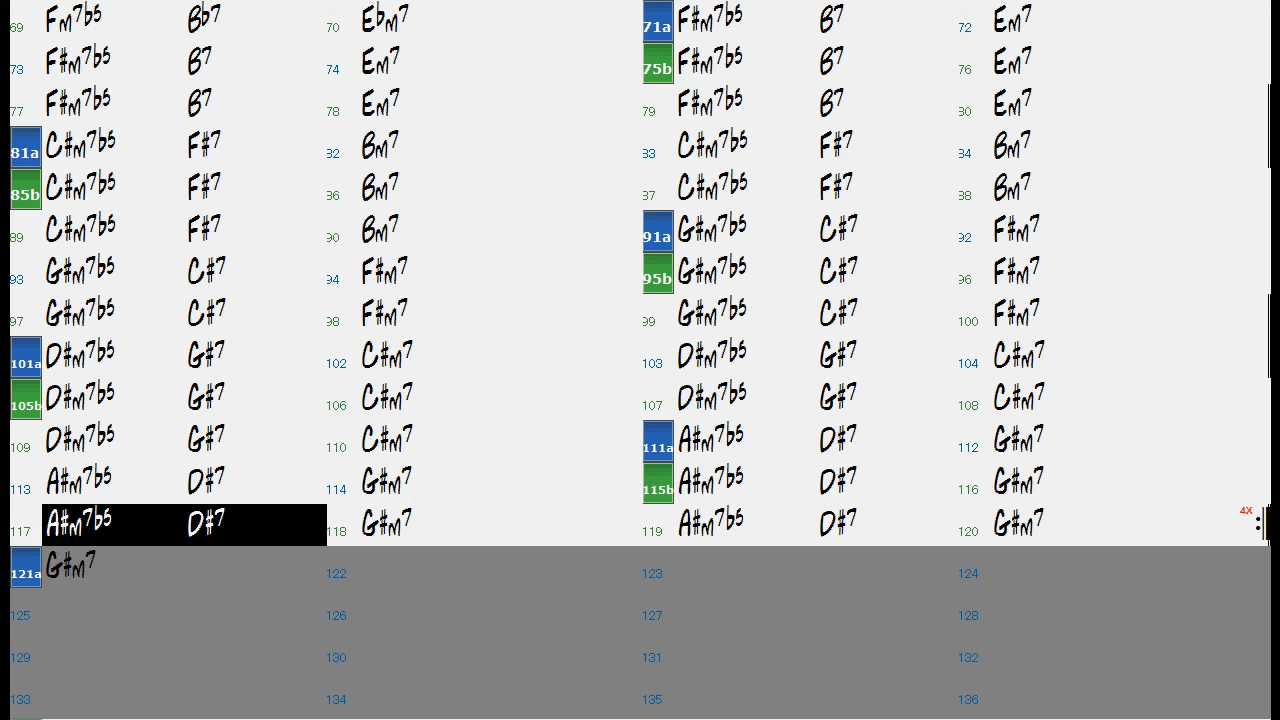 69 Fm7b5 Bb7 70 Ebm7 71a F#m7b5 B7 72 Em7
73 F#m7b5 B7 74 Em7 75b F#m7b5 B7 76 Em7
77 F#m7b5 B7 78 Em7 79 F#m7b5 B7 80 Em7
81a C#m7b5 F#7 82 Bm7 83 C#m7b5 F#7 84 Bm7
85b C#m7b5 F#7 86 Bm7 87 C#m7b5 F#7 88 Bm7
89 C#m7b5 F#7 90 Bm7 91a G#m7b5 C#7 92 F#m7
93 G#m7b5 C#7 94 F#m7 95b G#m7b5 C#7 96 F#m7
97 G#m7b5 C#7 98 F#m7 99 G#m7b5 C#7 100 F#m7
101a D#m7b5 G#7 102 C#m7 103 D#m7b5 G#7 104 C#m7
105b D#m7b5 G#7 106 C#m7 107 D#m7b5 G#7 108 C#m7
109 D#m7b5 G#7 110 C#m7 111a A#m7b5 D#7 112 G#m7
113 A#m7b5 D#7 114 G#m7 115b A#m7b5 D#7 116 G#m7
117 A#m7b5 D#7 118 G#m7 119 A#m7b5 D#7 120 G#m7 4X
121a G#m7 122 123 124
125 126 127 128
129 130 131 132
133 134 135 136